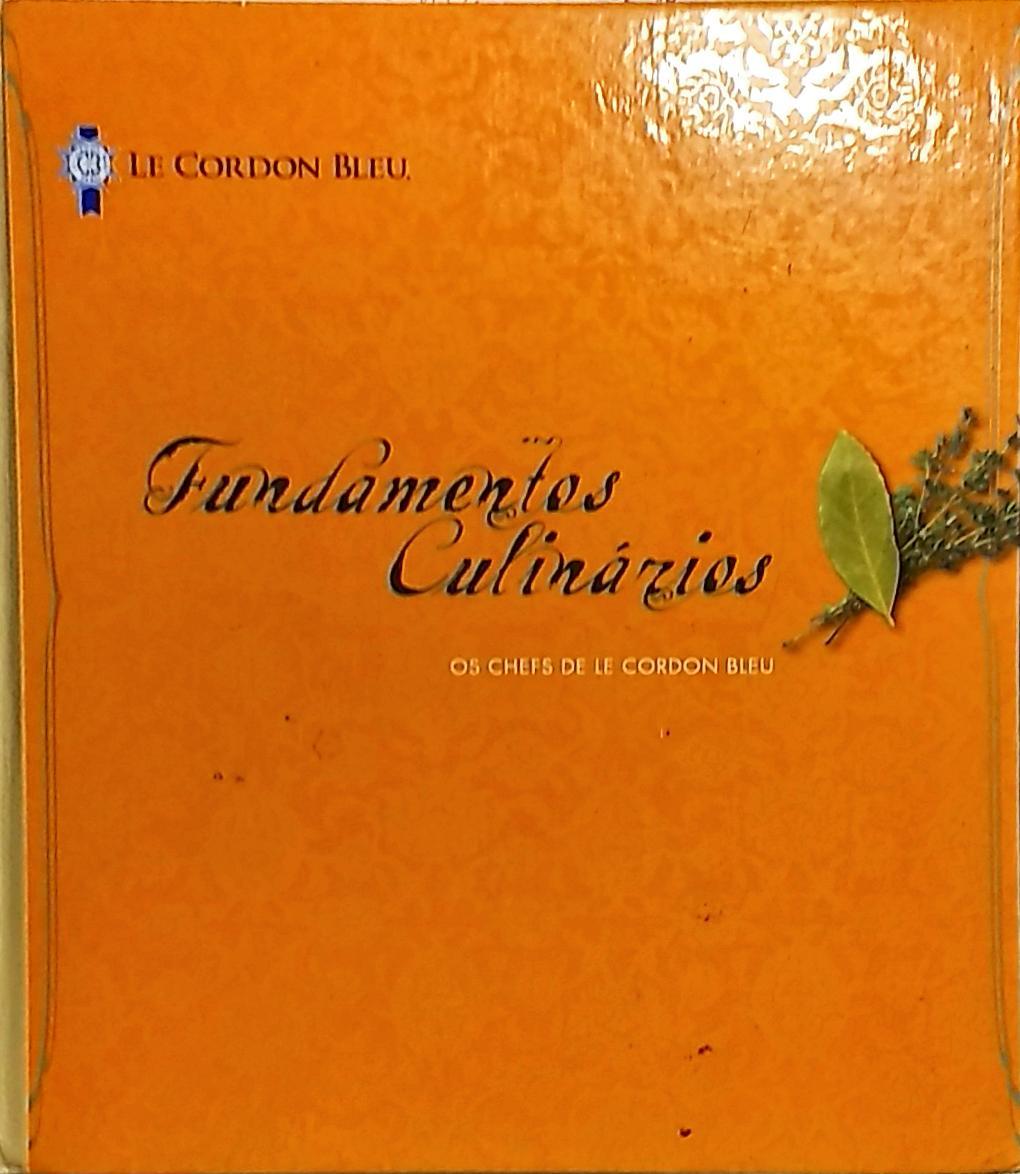 LE CORDON BLEU.
Fundamentos
Culinários
OS CHEFS DE LE CORDON BLEU